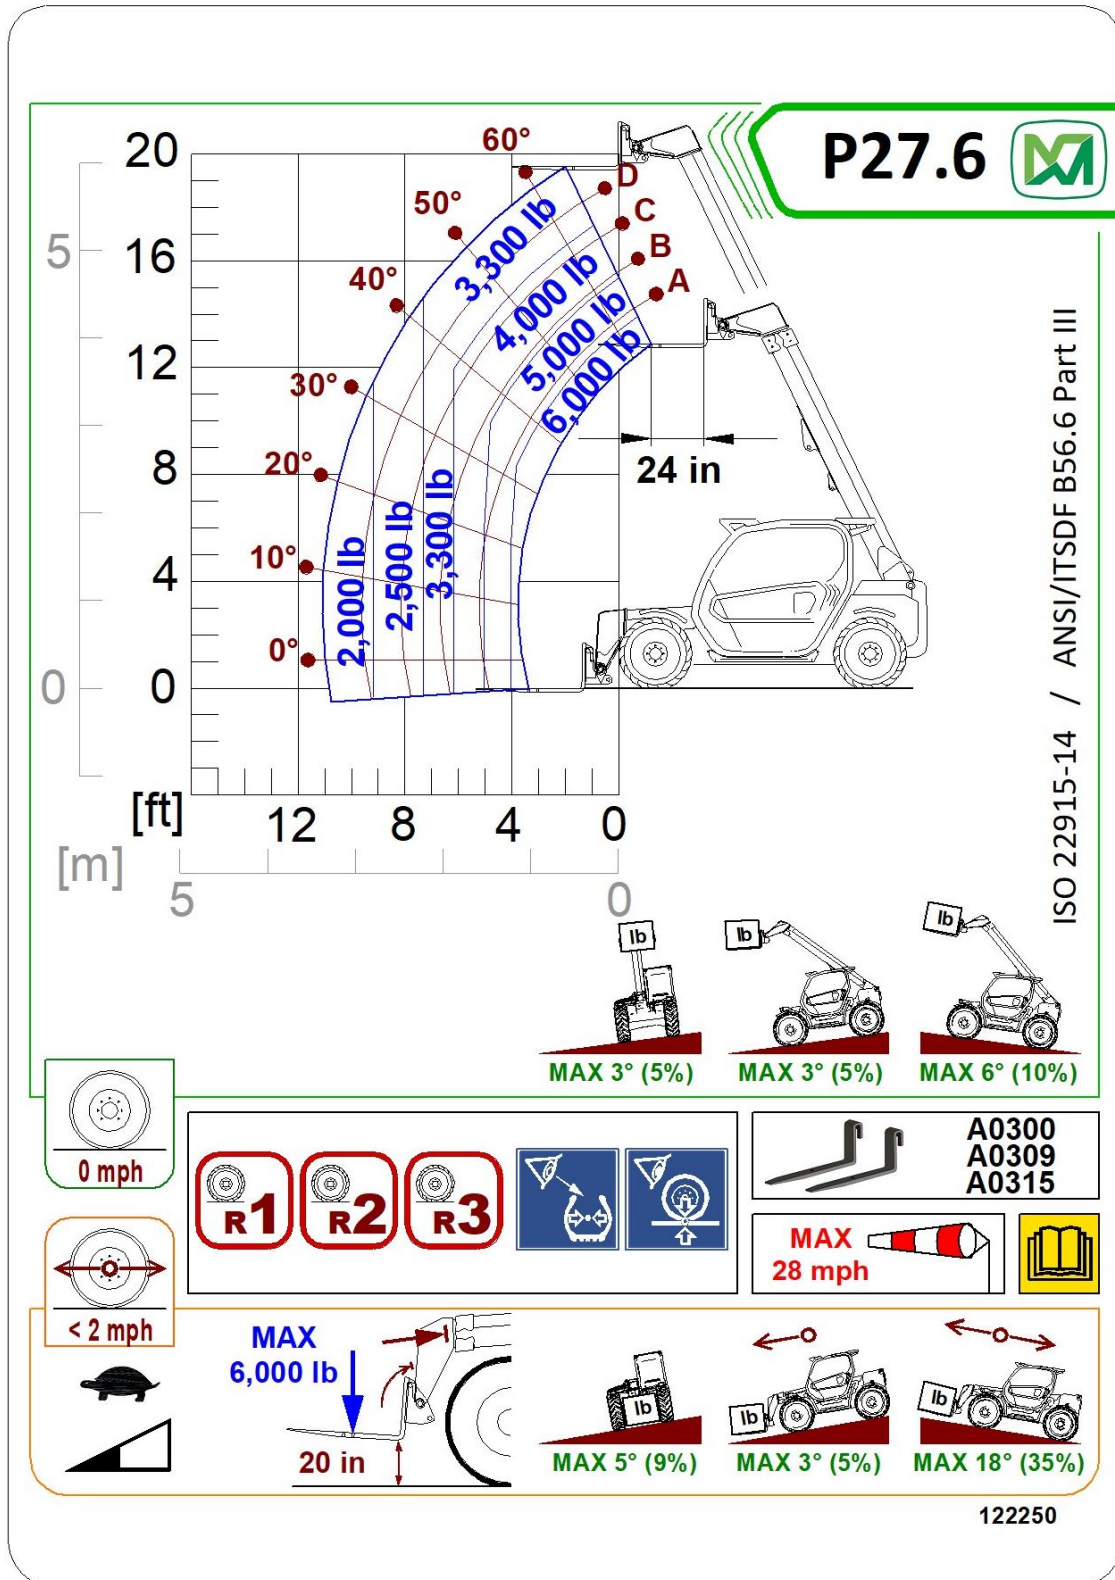 P27.6
20
16
12
8
4
0
5
0
60°
50°
40°
30°
20°
10°
0°
D
C
B
A
3,300 lb
4,000 lb
5,000 lb
6,000 lb
2,000 lb
2,500 lb
3,300 lb
24 in
[ft]
12 8 4 0
[m]
5 0
ISO 22915-14 / ANSI/ITSDF B56.6 Part III
lb
lb
lb
MAX 3° (5%)
MAX 3° (5%)
MAX 6° (10%)
0 mph
R1
R2
R3
A0300
A0309
A0315
MAX
28 mph
< 2 mph
MAX
6,000 lb
20 in
lb
lb
lb
MAX 5° (9%)
MAX 3° (5%)
MAX 18° (35%)
122250